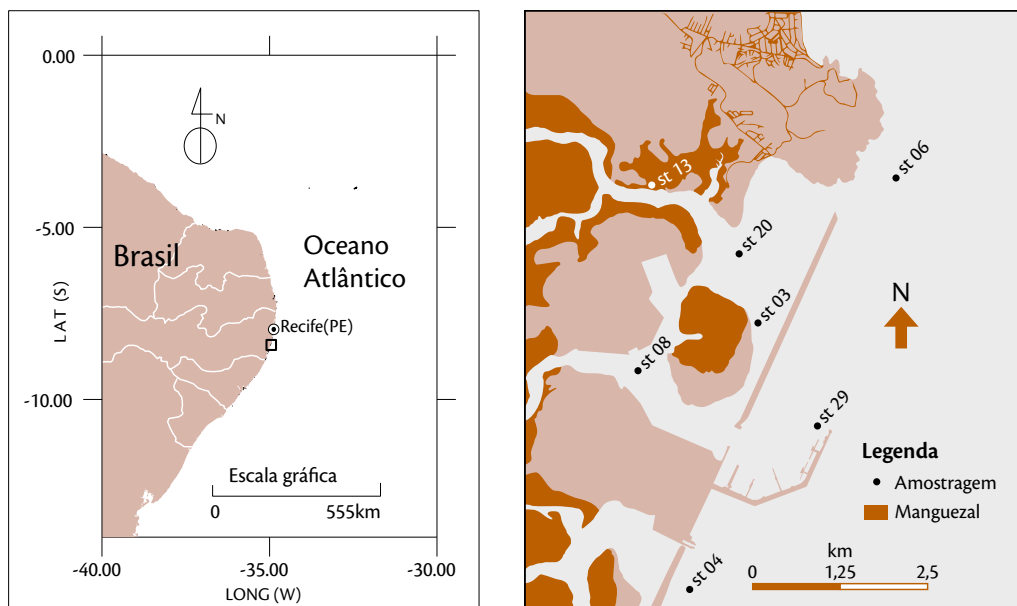 0.00
N
-5.00
Brasil
Oceano
Atlântico
LAT (S)
Recife(PE)
-10.00
Escala gráfica
0 555km
-40.00 -35.00 -30.00
LONG (W)
st 06
st 13
st 20
N
st 03
st 08
st 29
Legenda
Amostragem
Manguezal
km
0 1,25 2,5
st 04